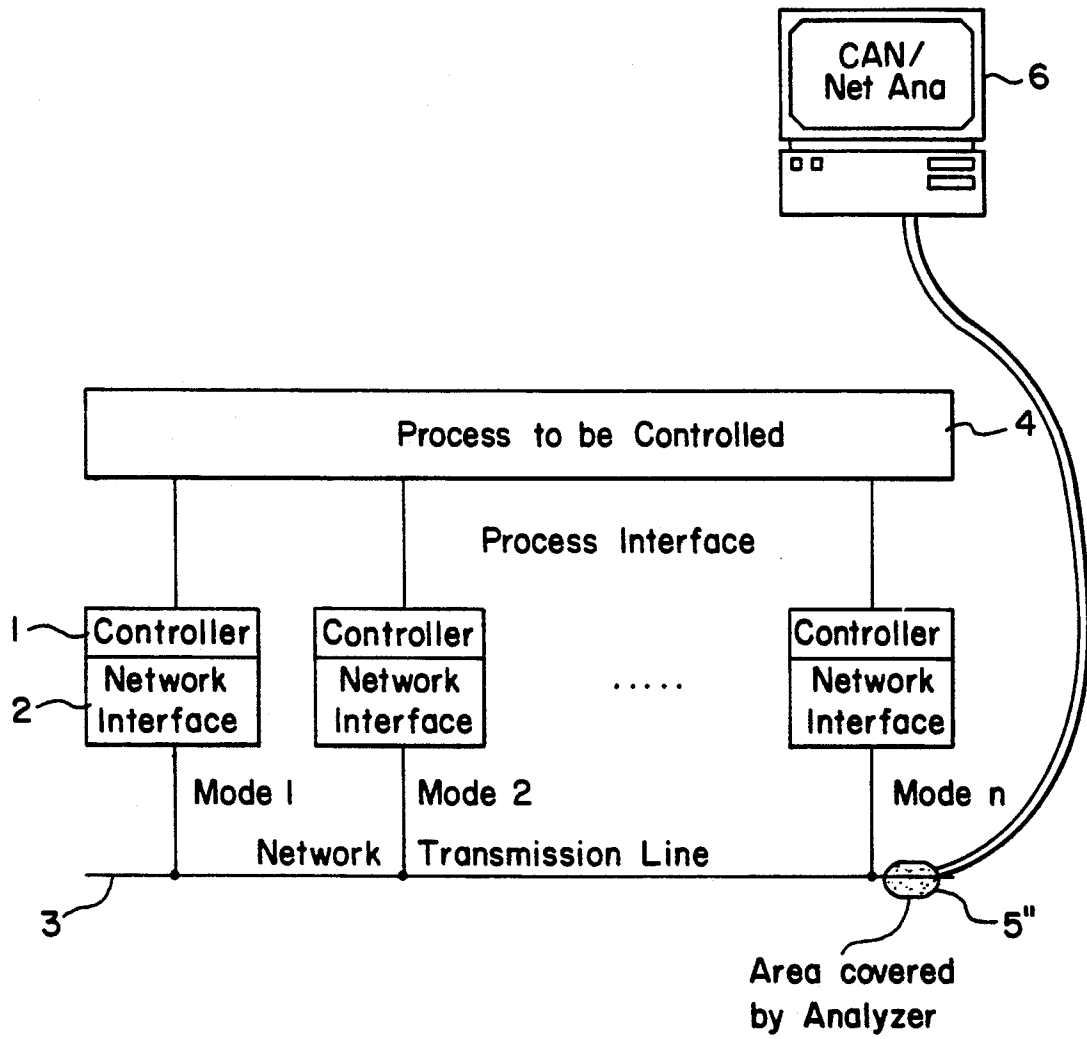 CAN/
Net Ana
6
Process to be Controlled
4
Process Interface
1
Controller
Controller
Controller
2
Network
Interface
Network
Interface
.....
Network
Interface
Mode 1
Mode 2
Mode n
Network Transmission Line
3
5"
Area covered
by Analyzer